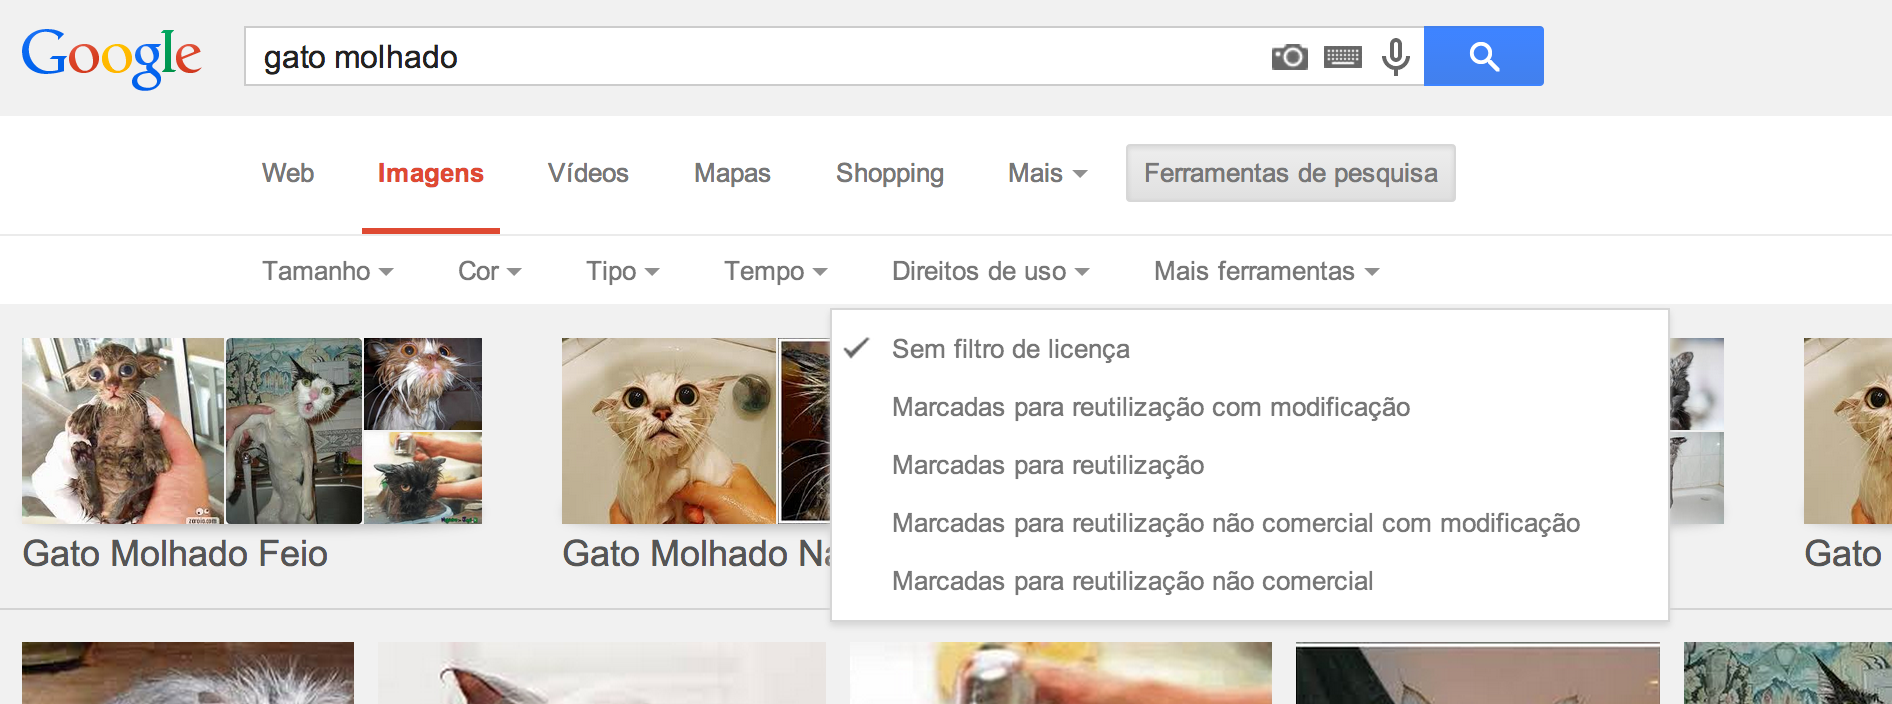 Google
gato molhado
Web Imagens Vídeos Mapas Shopping Mais Ferramentas de pesquisa
Tamanho Cor Tipo Tempo Direitos de uso Mais ferramentas
Sem filtro de licença
Marcadas para reutilização com modificação
Marcadas para reutilização
Marcadas para reutilização não comercial com modificação
Marcadas para reutilização não comercial
Gato Molhado Feio
Gato Molhado
Gato